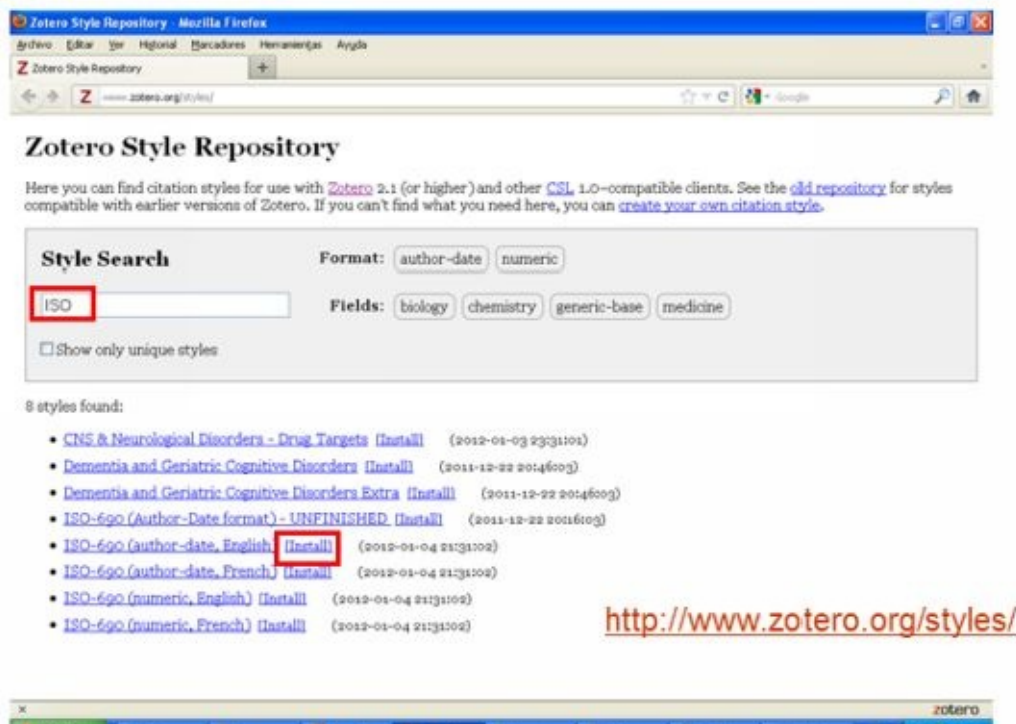 Zotero Style Repository - Mozilla Firefox
Archivo Editar Ver Historial Marcadores Herramientas Ayuda
Zotero Style Repository
www.zotero.org/styles/ Google
Zotero Style Repository
Here you can find citation styles for use with Zotero 2.1 (or higher) and other CSL 1.0-compatible clients. See the old repository for styles
compatible with earlier versions of Zotero. If you can't find what you need here, you can create your own citation style.
Style Search
Format: author-date numeric
ISO
Fields: biology chemistry generic-base medicine
Show only unique styles
8 styles found:
• CNS & Neurological Disorders - Drug Targets [Install] (2012-01-03 23:31:01)
• Dementia and Geriatric Cognitive Disorders [Install] (2011-12-22 20:46:03)
• Dementia and Geriatric Cognitive Disorders Extra [Install] (2011-12-22 20:46:03)
• ISO-690 (Author-Date format) - UNFINISHED [Install] (2011-12-22 20:16:03)
• ISO-690 (author-date, English) [Install] (2012-01-04 21:31:02)
• ISO-690 (author-date, French) [Install] (2012-01-04 21:31:02)
• ISO-690 (numeric, English) [Install] (2012-01-04 21:31:02)
• ISO-690 (numeric, French) [Install] (2012-01-04 21:31:02)
http://www.zotero.org/styles/
zotero